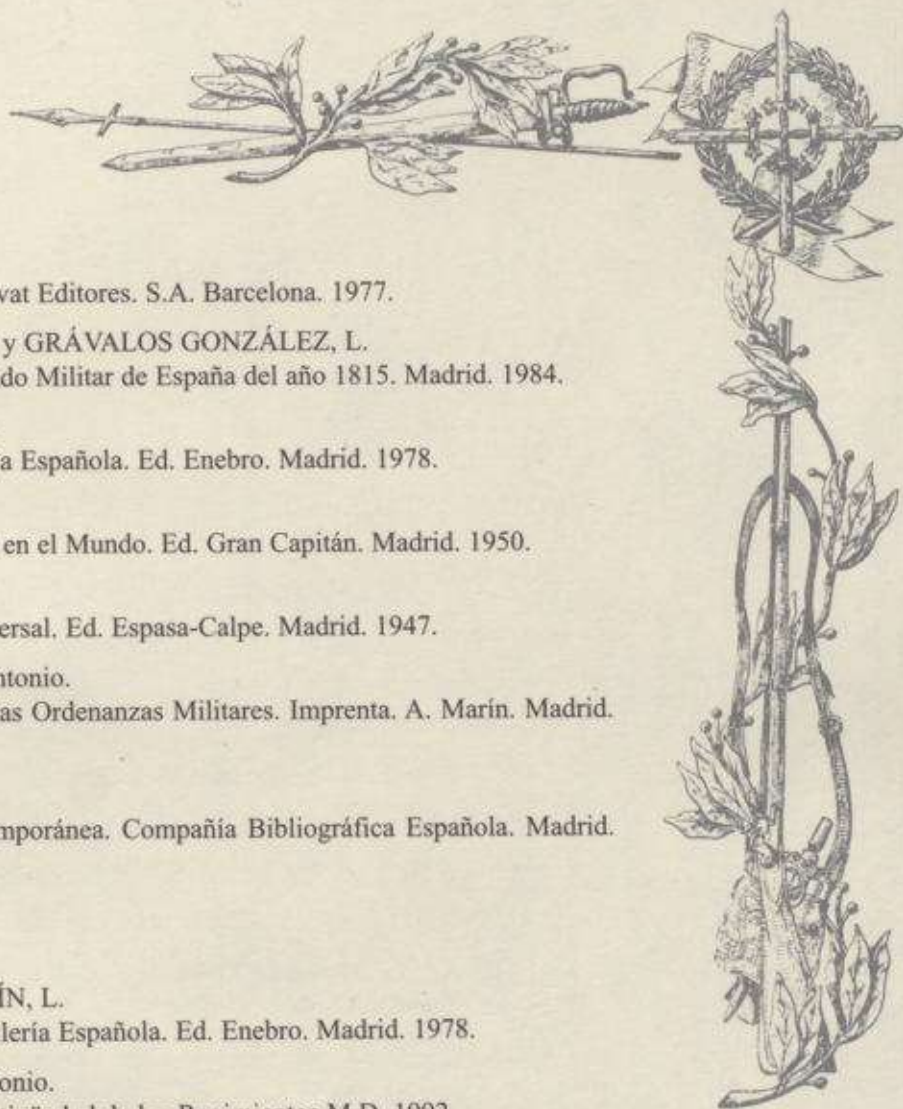 vat Editores. S.A. Barcelona. 1977.
y GRÁVALOS GONZÁLEZ, L.
do Militar de España del año 1815. Madrid. 1984.
a Española. Ed. Enebro. Madrid. 1978.
en el Mundo. Ed. Gran Capitán. Madrid. 1950.
ersal. Ed. Espasa-Calpe. Madrid. 1947.
ntonio.
as Ordenanzas Militares. Imprenta. A. Marín. Madrid.
mporánea. Compañía Bibliográfica Española. Madrid.
ÍN, L.
lería Española. Ed. Enebro. Madrid. 1978.
onio.